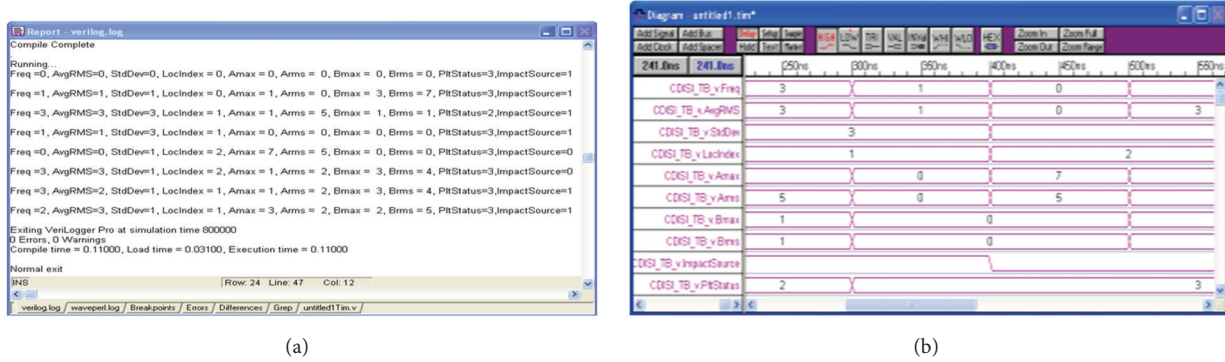 Report - verilog.log
Compile Complete
Running...
Freq =0, AvgRMS=0, StdDev=0, LocIndex = 0, Amax = 0, Arms = 0, Bmax = 0, Brms = 0, PltStatus=3,ImpactSource=1
Freq =1, AvgRMS=1, StdDev=1, LocIndex = 0, Amax = 1, Arms = 0, Bmax = 3, Brms = 7, PltStatus=3,ImpactSource=1
Freq =3, AvgRMS=3, StdDev=3, LocIndex = 1, Amax = 1, Arms = 5, Bmax = 1, Brms = 1, PltStatus=2,ImpactSource=1
Freq =1, AvgRMS=1, StdDev=3, LocIndex = 1, Amax = 0, Arms = 0, Bmax = 0, Brms = 0, PltStatus=3,ImpactSource=1
Freq =0, AvgRMS=0, StdDev=1, LocIndex = 2, Amax = 7, Arms = 5, Bmax = 0, Brms = 0, PltStatus=3,ImpactSource=0
Freq =3, AvgRMS=3, StdDev=1, LocIndex = 2, Amax = 1, Arms = 2, Bmax = 3, Brms = 4, PltStatus=3,ImpactSource=0
Freq =3, AvgRMS=2, StdDev=1, LocIndex = 1, Amax = 1, Arms = 2, Bmax = 3, Brms = 4, PltStatus=3,ImpactSource=1
Freq =2, AvgRMS=3, StdDev=1, LocIndex = 1, Amax = 3, Arms = 2, Bmax = 2, Brms = 5, PltStatus=3,ImpactSource=1
Exiting VeriLogger Pro at simulation time 800000
0 Errors, 0 Warnings
Compile time = 0.11000, Load time = 0.03100, Execution time = 0.11000
Normal exit
INS Row: 24 Line: 47 Col: 12
verilog.log waveperl.log Breakpoints Errors Differences Grep untitled1Tim.v
(a)
Diagram - untitled1.tim*
Add Signal Add Bus Delay Setup Sample HIGH LOW TRI VAL INVal WHI WLO HEX Zoom In Zoom Full
Add Clock Add Spacer Hold Text Marker Zoom Out Zoom Range
241.0ns 241.0ns 250ns 300ns 350ns 400ns 450ns 500ns 550ns
CDISI_TB_v.Freq 3 1 0
CDISI_TB_v.AvgRMS 3 1 0 3
CDISI_TB_v.StdDev 3
CDISI_TB_v.LocIndex 1 2
CDISI_TB_v.Amax 0 7
CDISI_TB_v.Arms 5 0 5
CDISI_TB_v.Bmax 1 0
CDISI_TB_v.Brms 1 0
CDISI_TB_v.ImpactSource
CDISI_TB_v.PltStatus 2 3
(b)